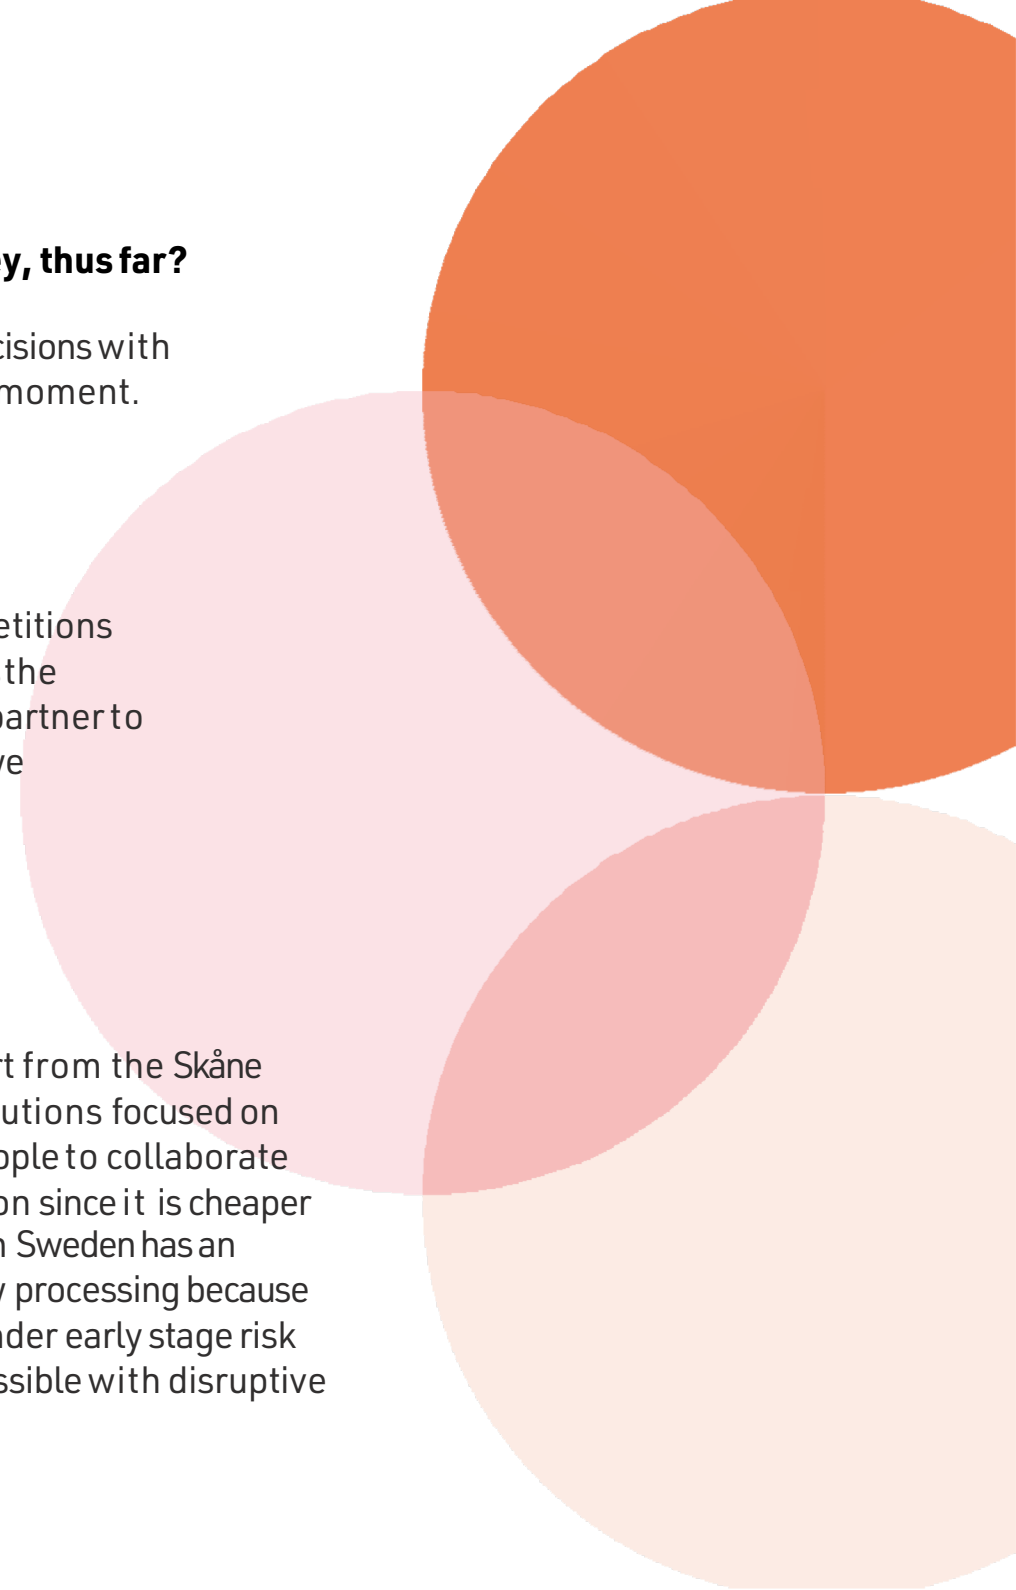 y, thus far?
cisions with
moment.
etitions
the
partner to
ve
rt from the Skåne
utions focused on
ople to collaborate
on since it is cheaper
n Sweden has an
y processing because
nder early stage risk
ssible with disruptive